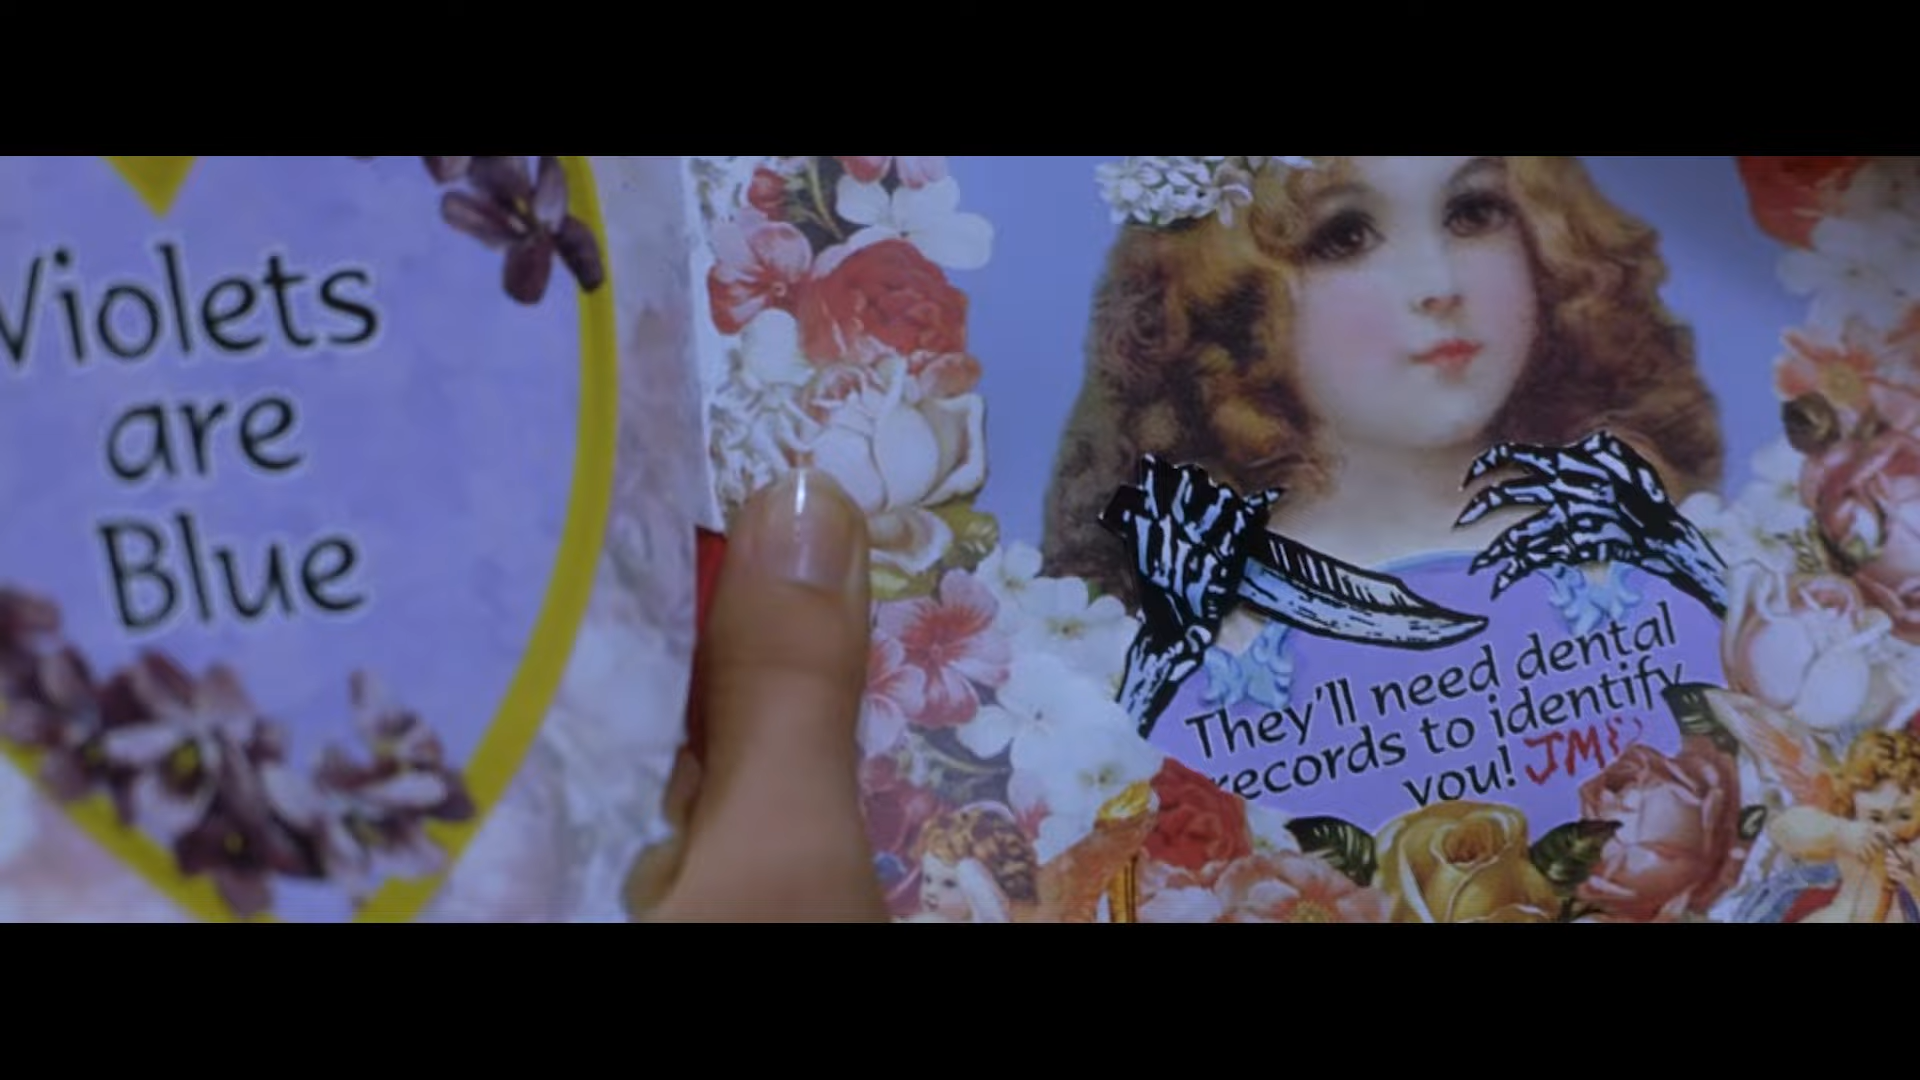 Violets
are
Blue
They'll need dental
records to identify
you! JM